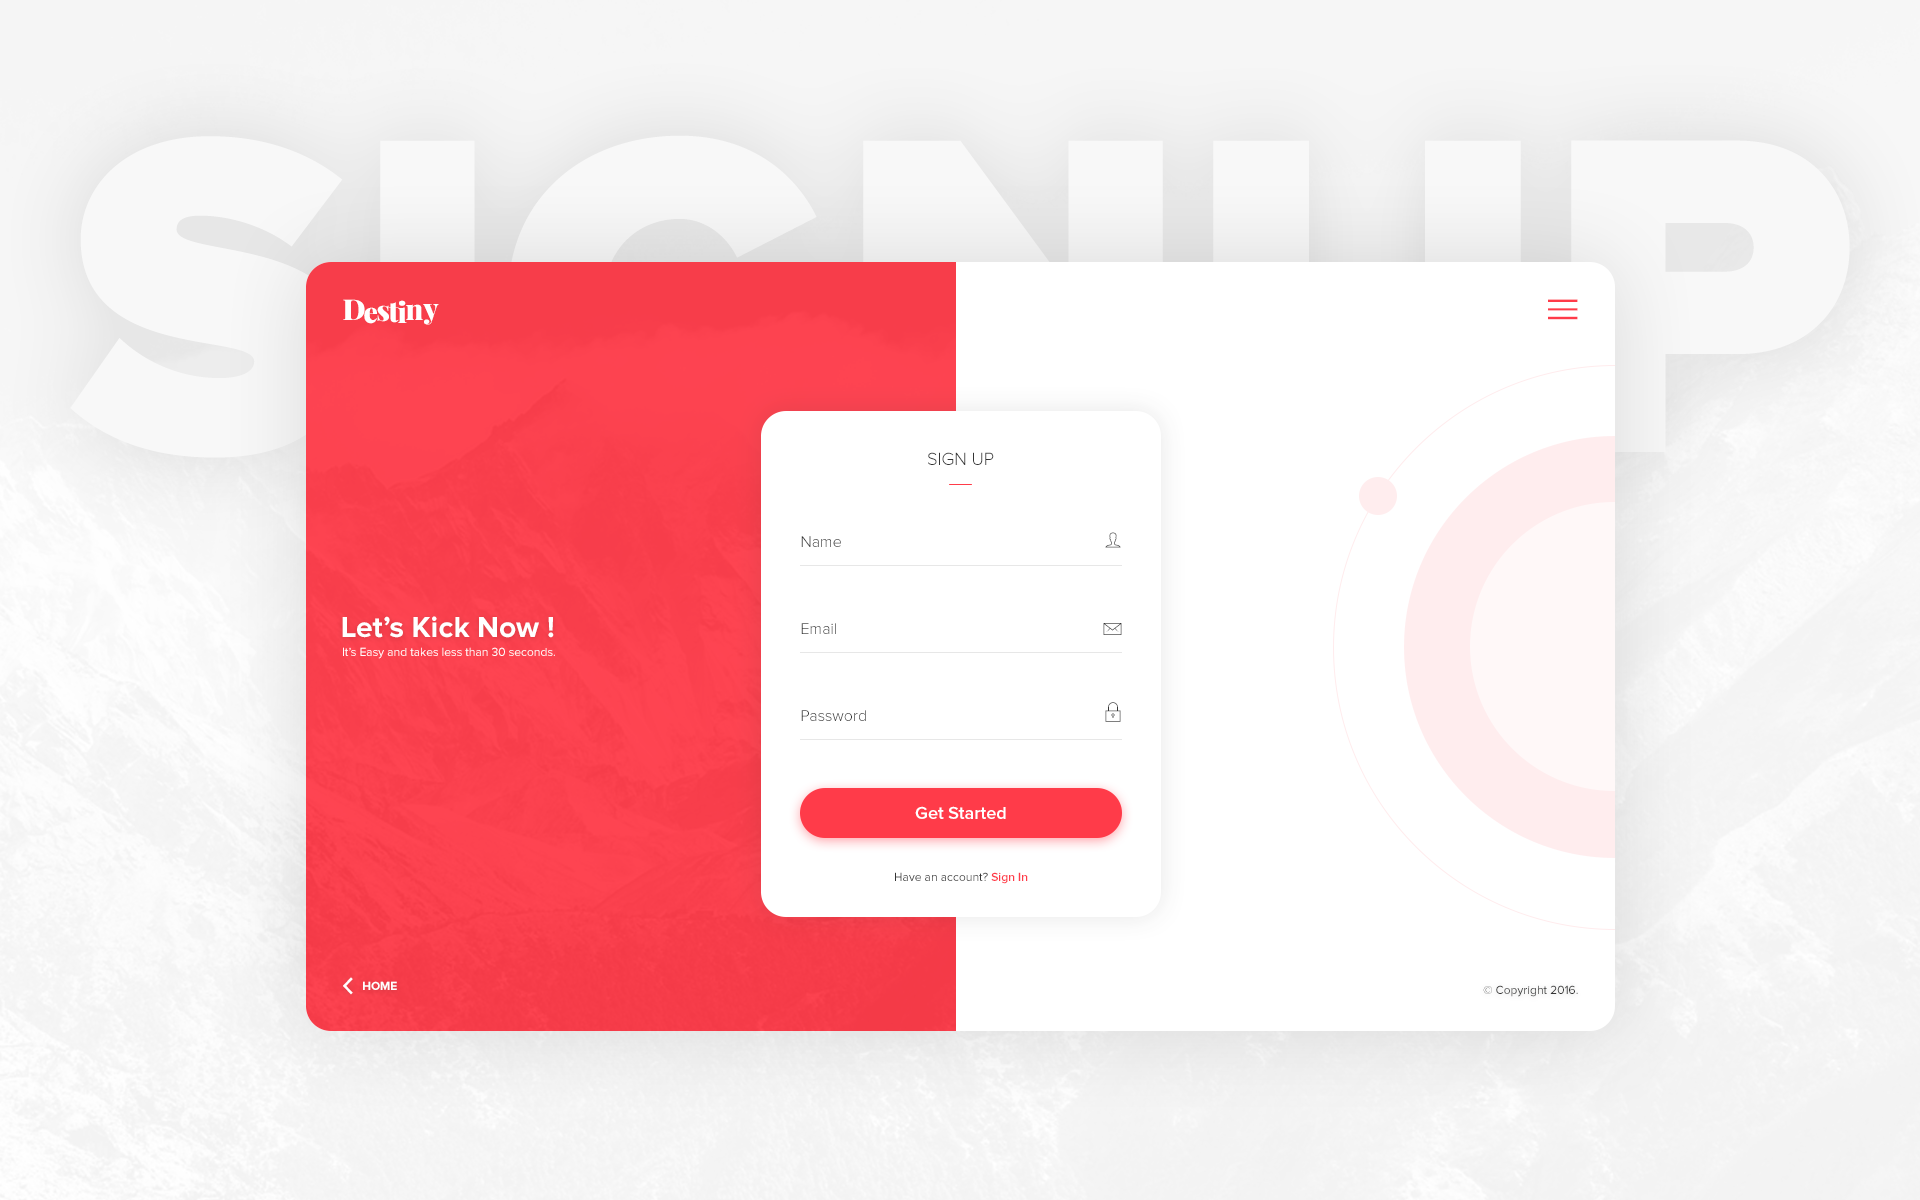 SIGNUP
Destiny
SIGN UP
Name
Email
Let’s Kick Now !
It’s Easy and takes less than 30 seconds.
Password
Get Started
Have an account? Sign In
HOME
© Copyright 2016.